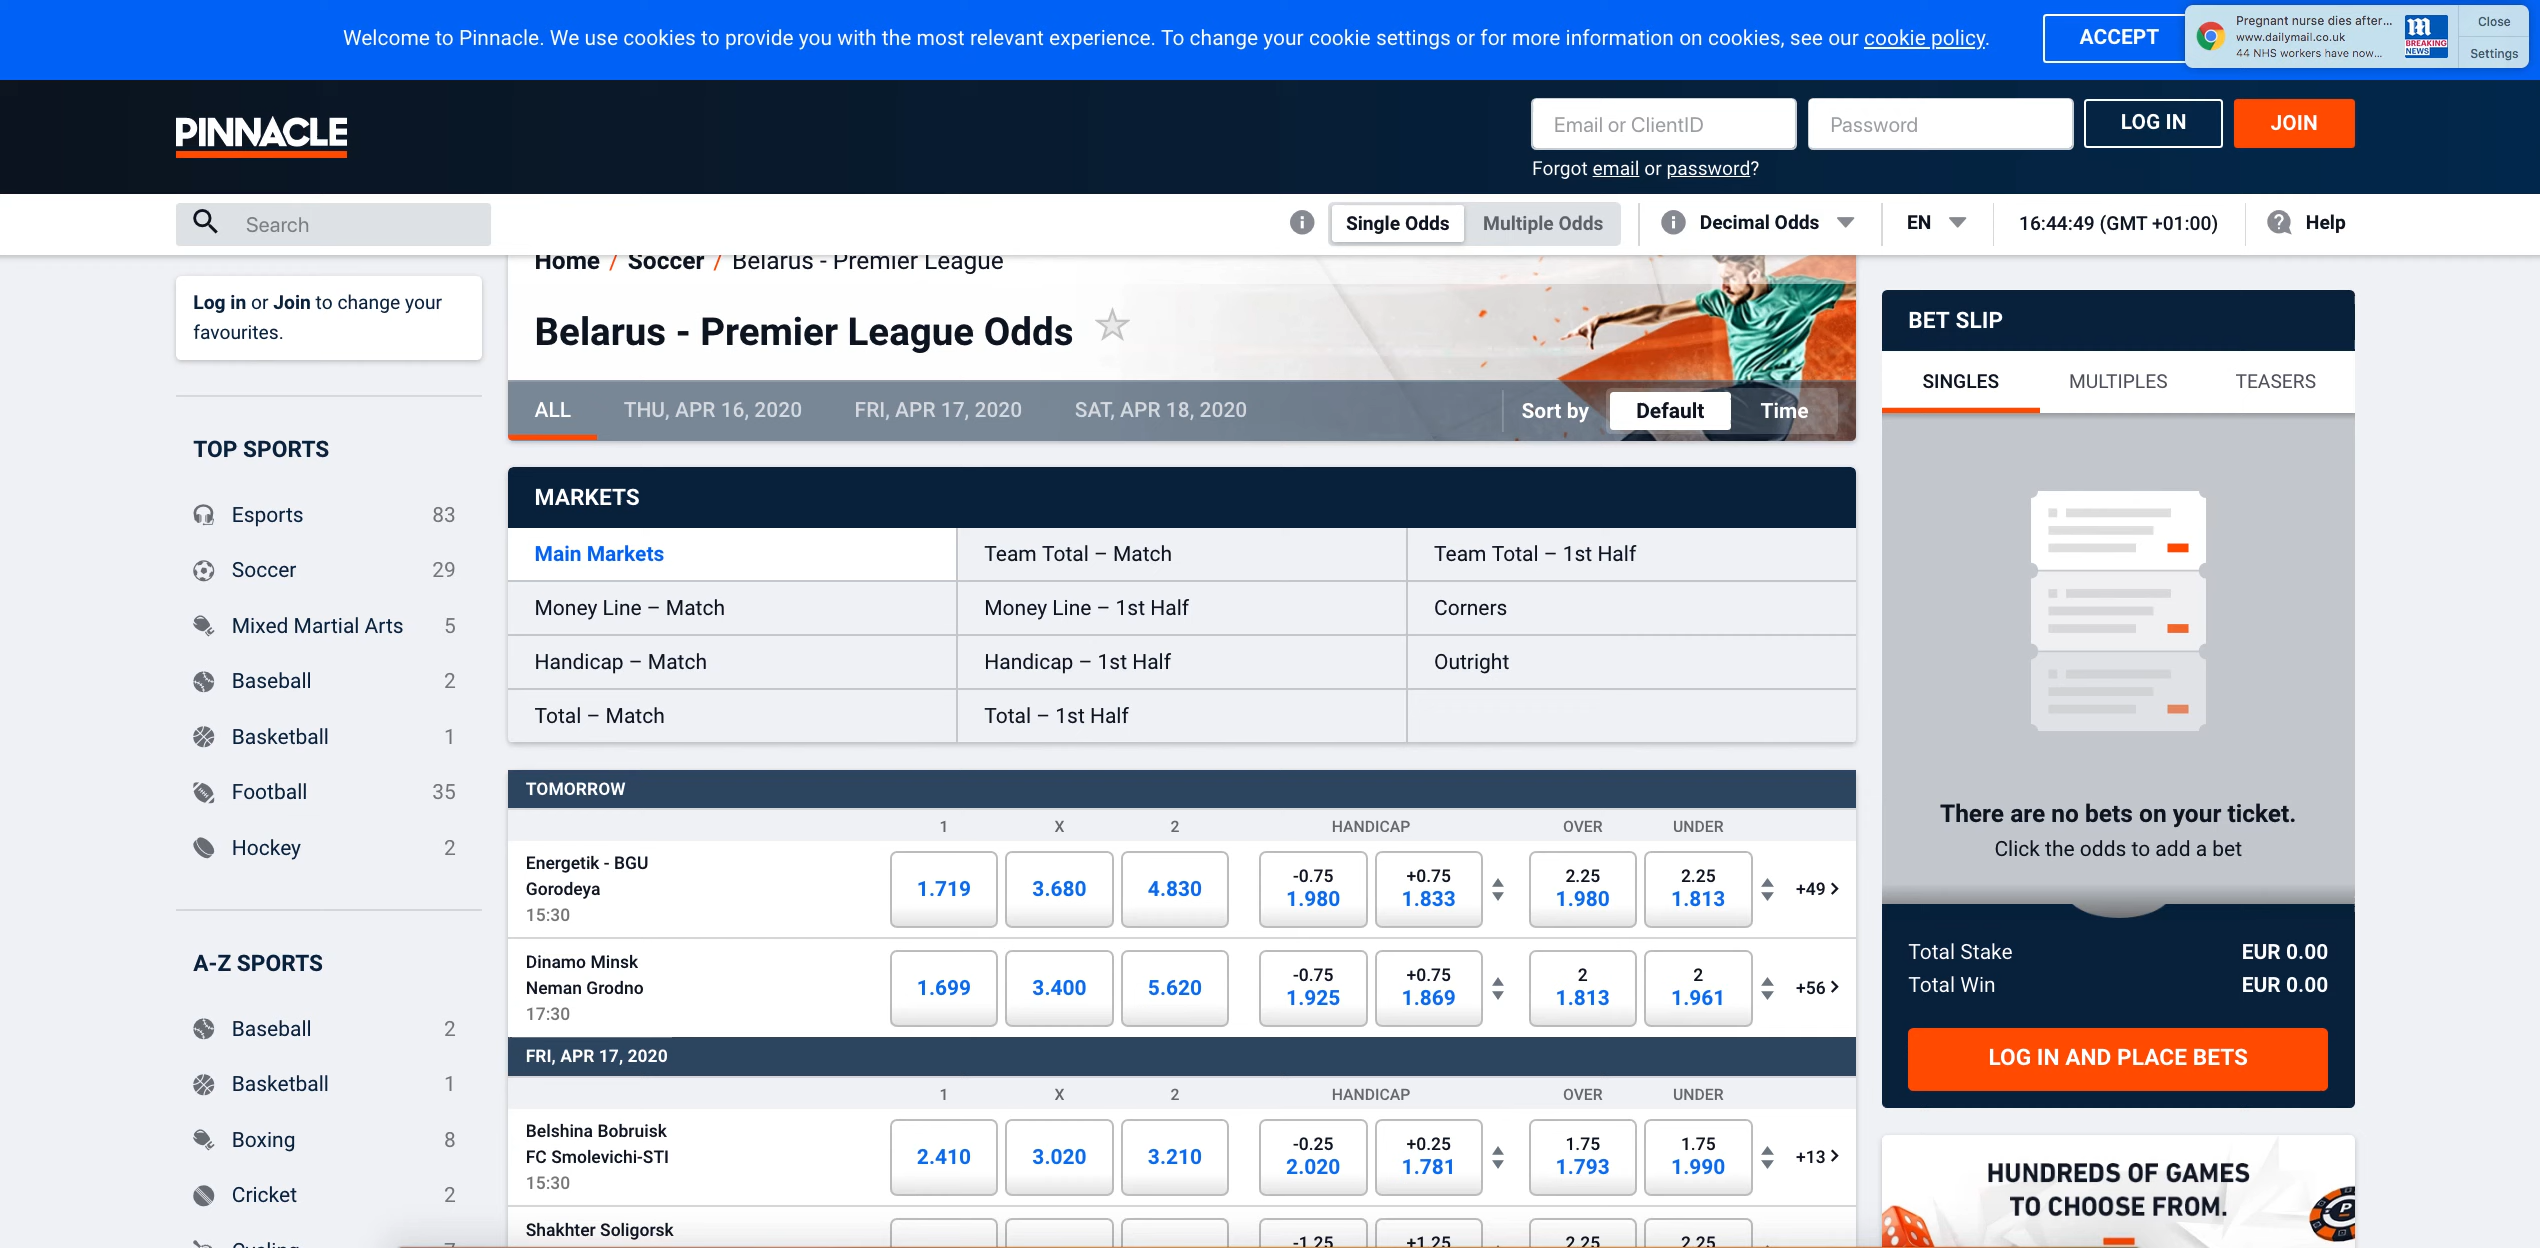 Welcome to Pinnacle. We use cookies to provide you with the most relevant experience. To change your cookie settings or for more information on cookies, see our cookie policy.
ACCEPT
Pregnant nurse dies after...
www.dailymail.co.uk
44 NHS workers have now...
m
BREAKING
NEWS
Close
Settings
PINNACLE
Email or ClientID
Password
LOG IN
JOIN
Forgot email or password?
Search
Single Odds
Multiple Odds
Decimal Odds
EN
16:44:49 (GMT +01:00)
Help
Log in or Join to change your
favourites.
TOP SPORTS
Esports 83
Soccer 29
Mixed Martial Arts 5
Baseball 2
Basketball 1
Football 35
Hockey 2
A-Z SPORTS
Baseball 2
Basketball 1
Boxing 8
Cricket 2
Home / Soccer / Belarus - Premier League
Belarus - Premier League Odds
ALL THU, APR 16, 2020 FRI, APR 17, 2020 SAT, APR 18, 2020
Sort by Default Time
MARKETS
Main Markets Team Total – Match Team Total – 1st Half
Money Line – Match Money Line – 1st Half Corners
Handicap – Match Handicap – 1st Half Outright
Total – Match Total – 1st Half
TOMORROW
1 X 2 HANDICAP OVER UNDER
Energetik - BGU
Gorodeya
15:30
1.719 3.680 4.830
-0.75 +0.75 2.25 2.25
1.980 1.833 1.980 1.813
+49
Dinamo Minsk
Neman Grodno
17:30
1.699 3.400 5.620
-0.75 +0.75 2 2
1.925 1.869 1.813 1.961
+56
FRI, APR 17, 2020
1 X 2 HANDICAP OVER UNDER
Belshina Bobruisk
FC Smolevichi-STI
15:30
2.410 3.020 3.210
-0.25 +0.25 1.75 1.75
2.020 1.781 1.793 1.990
+13
Shakhter Soligorsk
-1.25 +1.25 2.25 2.25
BET SLIP
SINGLES MULTIPLES TEASERS
There are no bets on your ticket.
Click the odds to add a bet
Total Stake EUR 0.00
Total Win EUR 0.00
LOG IN AND PLACE BETS
HUNDREDS OF GAMES
TO CHOOSE FROM.
P